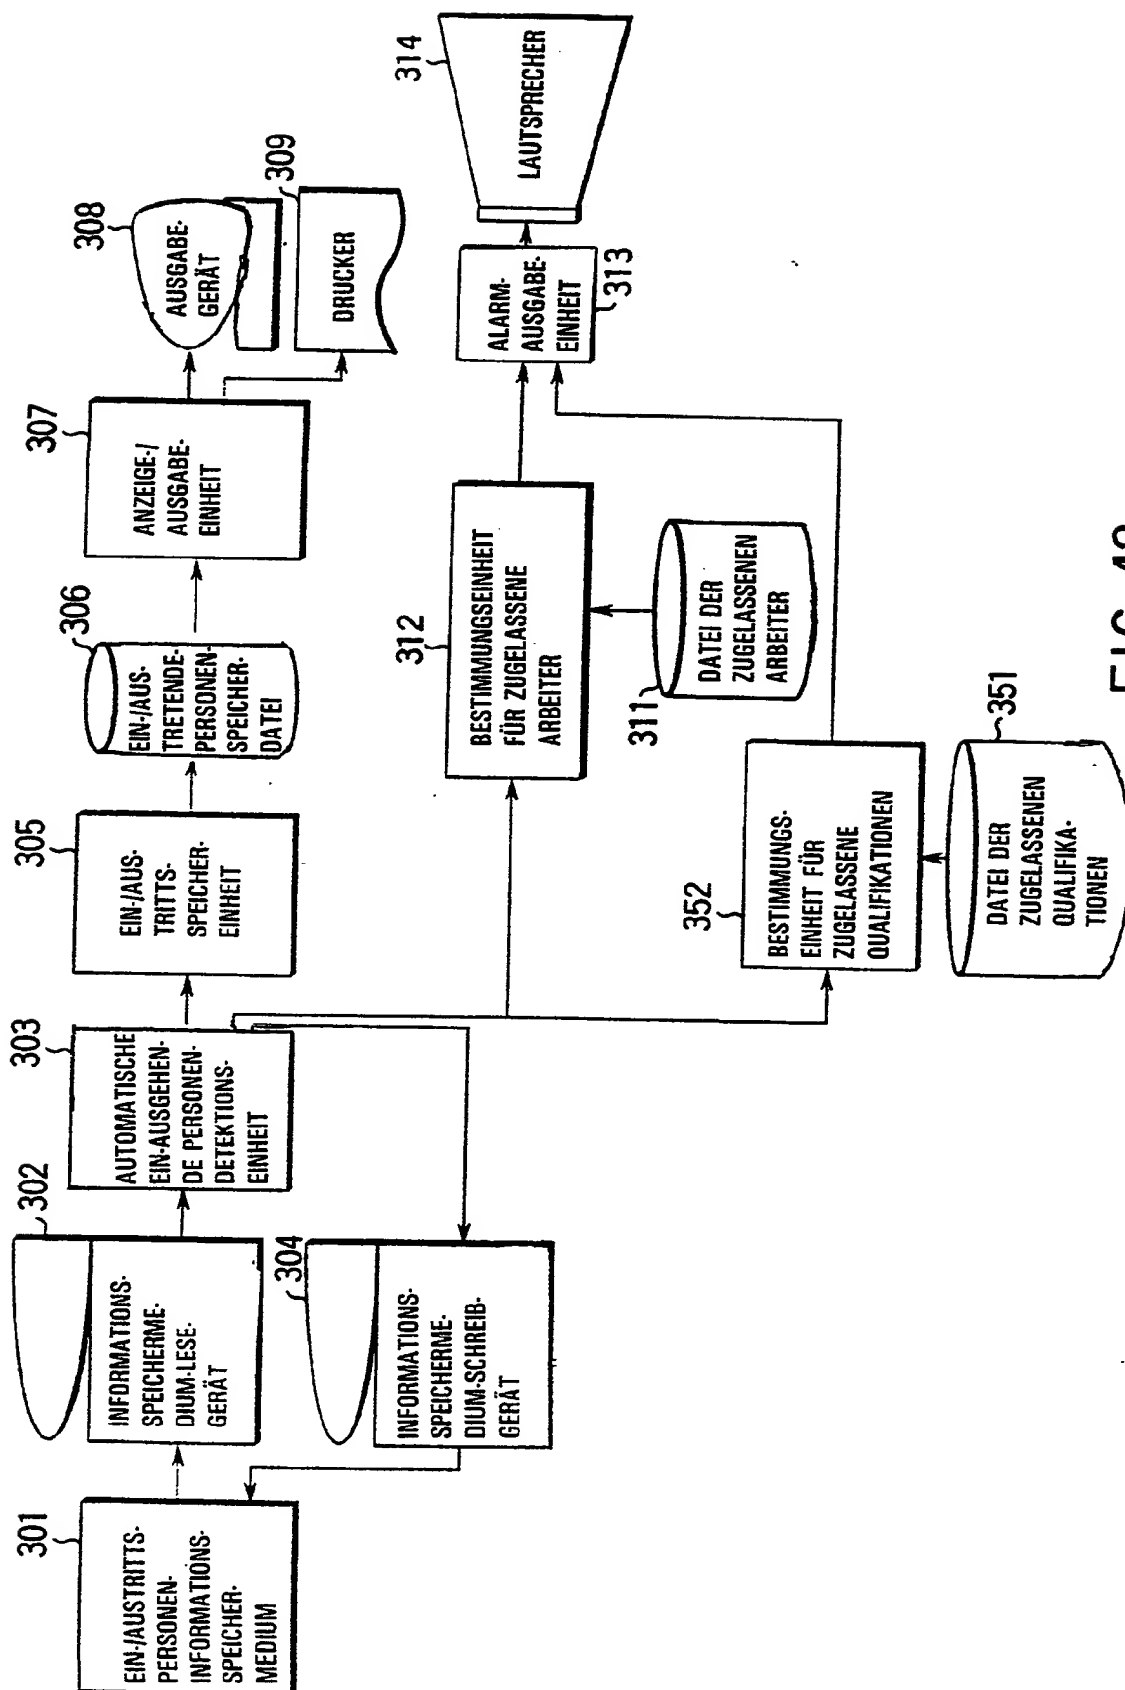 301
EIN-/AUSTRITTS-
PERSONEN-
INFORMATIONS-
SPEICHER-
MEDIUM
302
INFORMATIONS-
SPEICHERME-
DIUM-LESE-
GERÄT
304
INFORMATIONS-
SPEICHERME-
DIUM-SCHREIB-
GERÄT
303
AUTOMATISCHE
EIN-AUSGEHEN-
DE PERSONEN-
DETEKTIONS-
EINHEIT
305
EIN-/AUS-
TRITTS-
SPEICHER-
EINHEIT
306
EIN-/AUS-
TRETENDE-
PERSONEN-
SPEICHER-
DATEI
307
ANZEIGE-/
AUSGABE-
EINHEIT
308
AUSGABE-
GERÄT
309
DRUCKER
312
BESTIMMUNGSEINHEIT
FÜR ZUGELASSENE
ARBEITER
311
DATEI DER
ZUGELASSENEN
ARBEITER
313
ALARM-
AUSGABE-
EINHEIT
314
LAUTSPRECHER
352
BESTIMMUNGS-
EINHEIT FÜR
ZUGELASSENE
QUALIFIKATIONEN
351
DATEI DER
ZUGELASSENEN
QUALIFIKA-
TIONEN